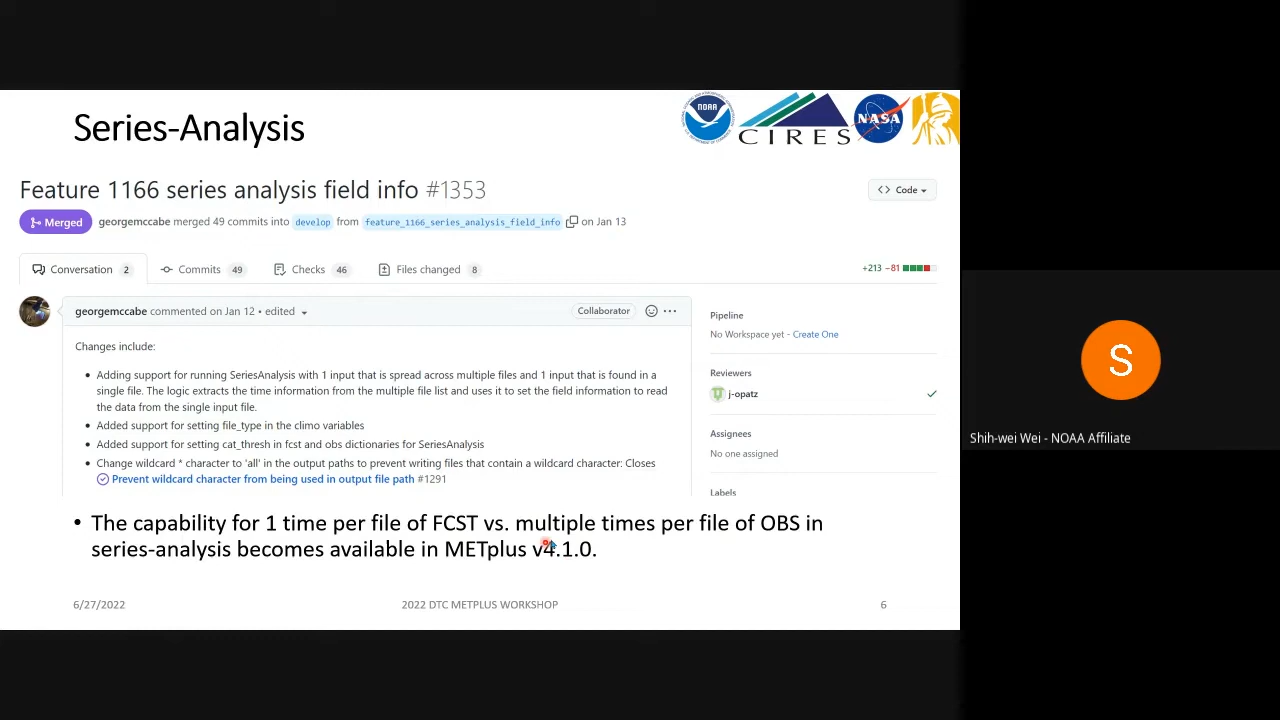 Series-Analysis
NOAA
CIRES
NASA
Feature 1166 series analysis field info #1353
<> Code
Merged
georgemccabe merged 49 commits into develop from feature_1166_series_analysis_field_info on Jan 13
Conversation 2
Commits 49
Checks 46
Files changed 8
+213 −81
georgemccabe commented on Jan 12 • edited
Collaborator
Changes include:
• Adding support for running SeriesAnalysis with 1 input that is spread across multiple files and 1 input that is found in a
single file. The logic extracts the time information from the multiple file list and uses it to set the field information to read
the data from the single input file.
• Added support for setting file_type in the climo variables
• Added support for setting cat_thresh in fcst and obs dictionaries for SeriesAnalysis
• Change wildcard * character to 'all' in the output paths to prevent writing files that contain a wildcard character: Closes
Prevent wildcard character from being used in output file path #1291
Pipeline
No Workspace yet - Create One
Reviewers
j-opatz
Assignees
No one assigned
Labels
• The capability for 1 time per file of FCST vs. multiple times per file of OBS in
series-analysis becomes available in METplus v4.1.0.
6/27/2022
2022 DTC METPLUS WORKSHOP
6
S
Shih-wei Wei - NOAA Affiliate